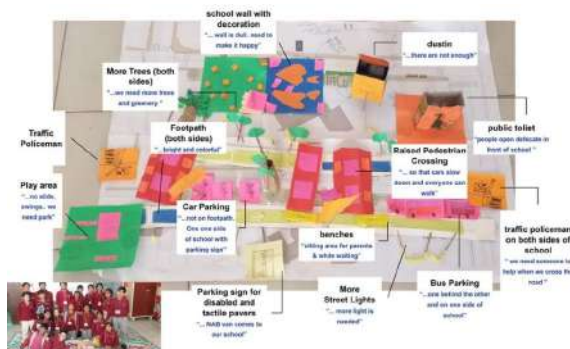 school wall with
decoration
"... wall is dull. need to
make it happy"
dustin
"...there are not enough"
More Trees (both
sides)
"...we need more trees
and greenery "
public toliet
"people open defecate in
front of school "
Footpath
(both sides)
"... bright and colorful"
Traffic
Policeman
Raised Pedestrian
Crossing
"... so that cars slow
down and everyone can
walk"
Play area
"...no slide,
swings.. we
need park"
Car Parking
"...not on footpath.
One one side
of school with
parking sign"
benches
"sitting area for parents
& while waiting"
traffic policeman
on both sides of
school
" we need someone to
help when we cross the
road "
Parking sign for
disabled and
tactile pavers
"... NAB van comes to
our school"
More
Street Lights
"... more light is
needed"
Bus Parking
"...one behind the other
and on one side of
school"